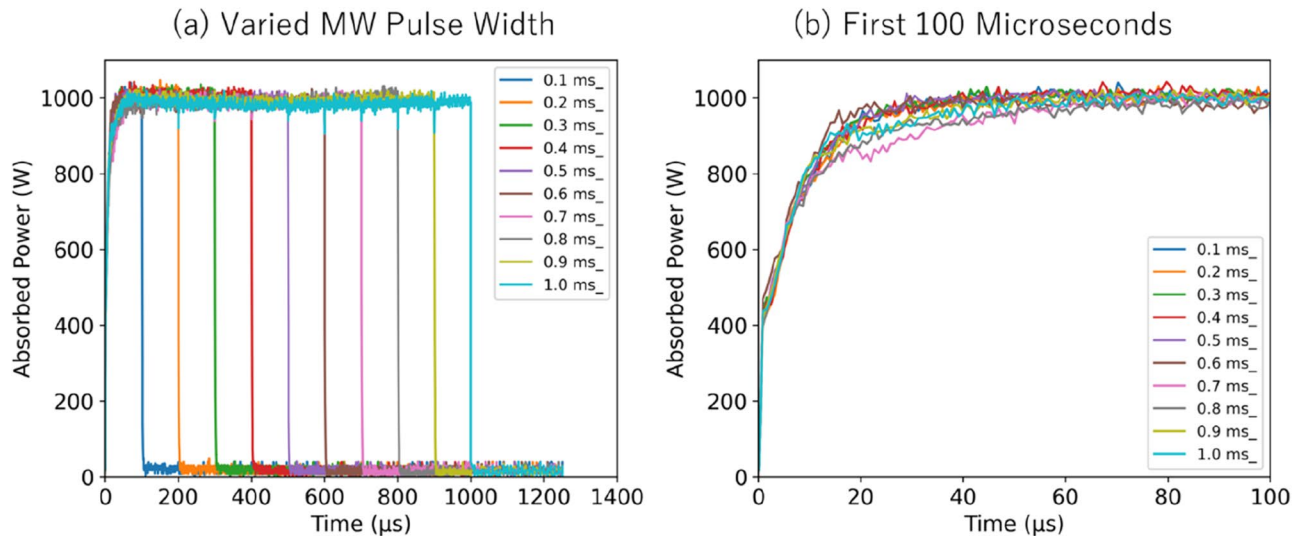 (a) Varied MW Pulse Width
Absorbed Power (W)
1000
800
600
400
200
0
0 200 400 600 800 1000 1200 1400
Time (μs)
0.1 ms_
0.2 ms_
0.3 ms_
0.4 ms_
0.5 ms_
0.6 ms_
0.7 ms_
0.8 ms_
0.9 ms_
1.0 ms_
(b) First 100 Microseconds
Absorbed Power (W)
1000
800
600
400
200
0
0 20 40 60 80 100
Time (μs)
0.1 ms_
0.2 ms_
0.3 ms_
0.4 ms_
0.5 ms_
0.6 ms_
0.7 ms_
0.8 ms_
0.9 ms_
1.0 ms_